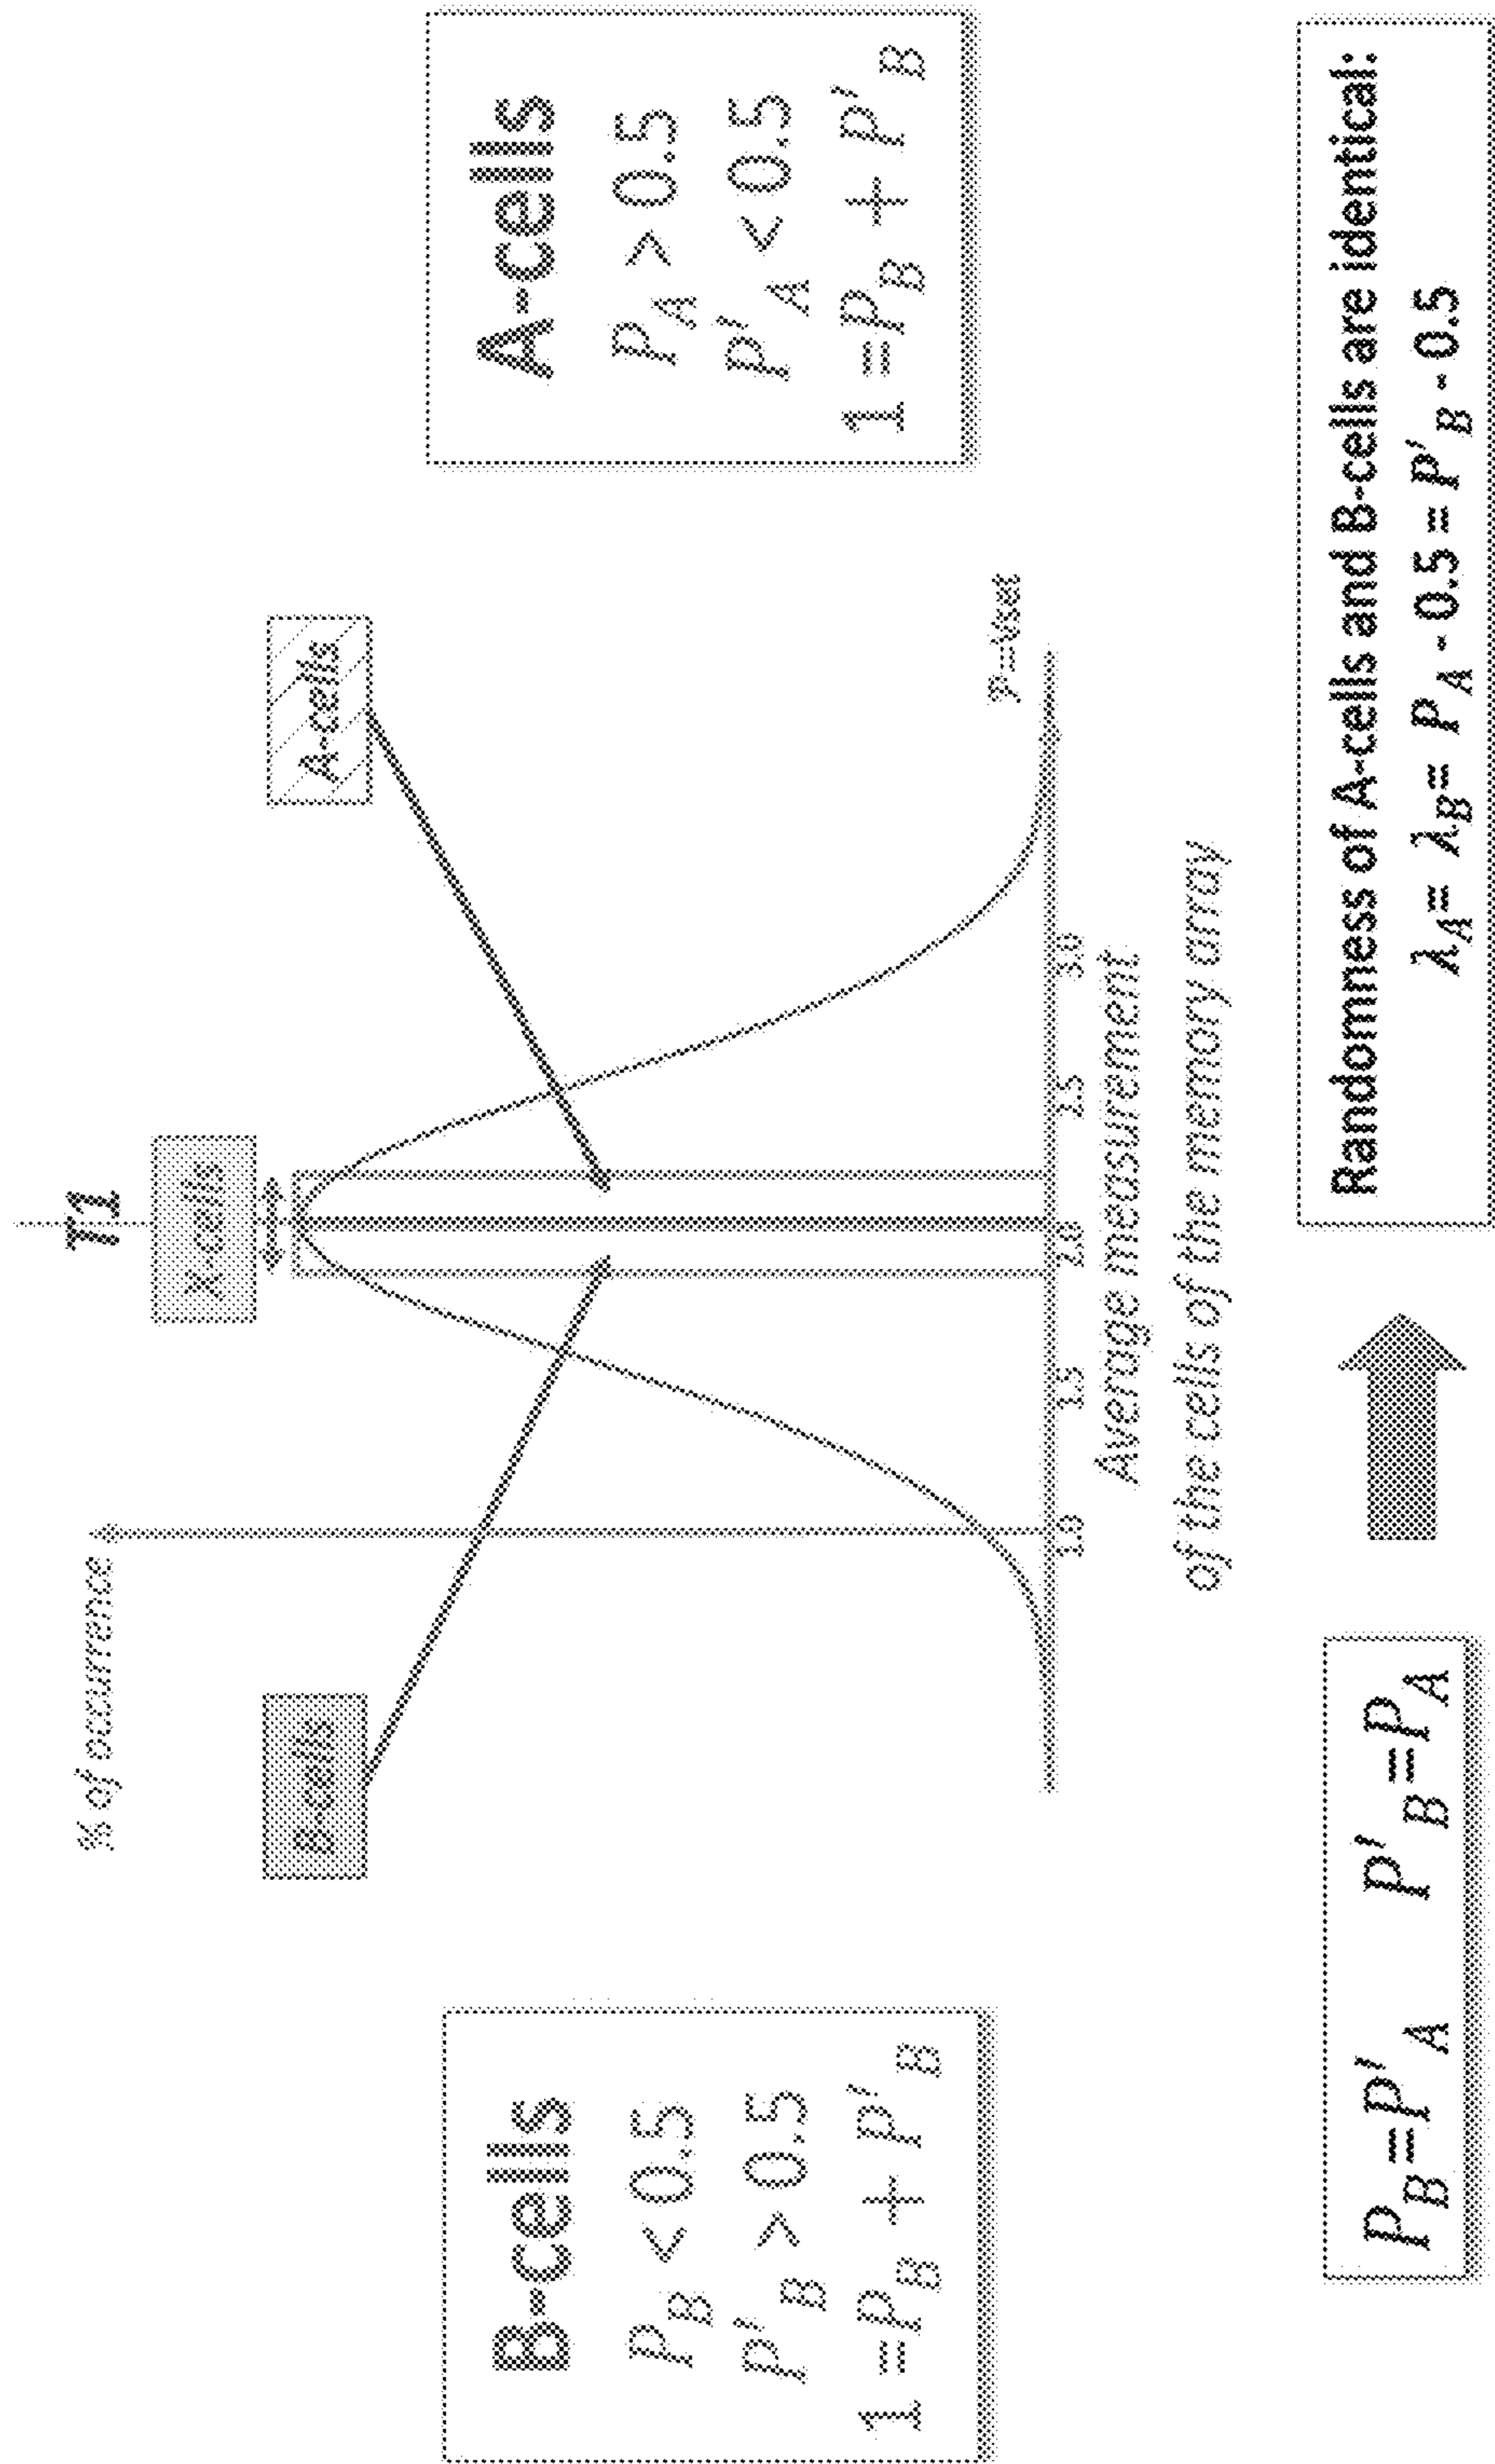 % of occurrence
T1
X-cells
B-cells
A-cells
B-cells
P_B < 0.5
P'_B > 0.5
1 = P_B + P'_B
A-cells
P_A > 0.5
P'_A < 0.5
1 = P_B + P'_B
1.0 1.5 2.0 2.5 3.0
Average measurement
of the cells of the memory array
P_B = P'_A P'_B = P_A
Randomness of A-cells and B-cells are identical:
λ_A = λ_B = P_A - 0.5 = P'_B - 0.5